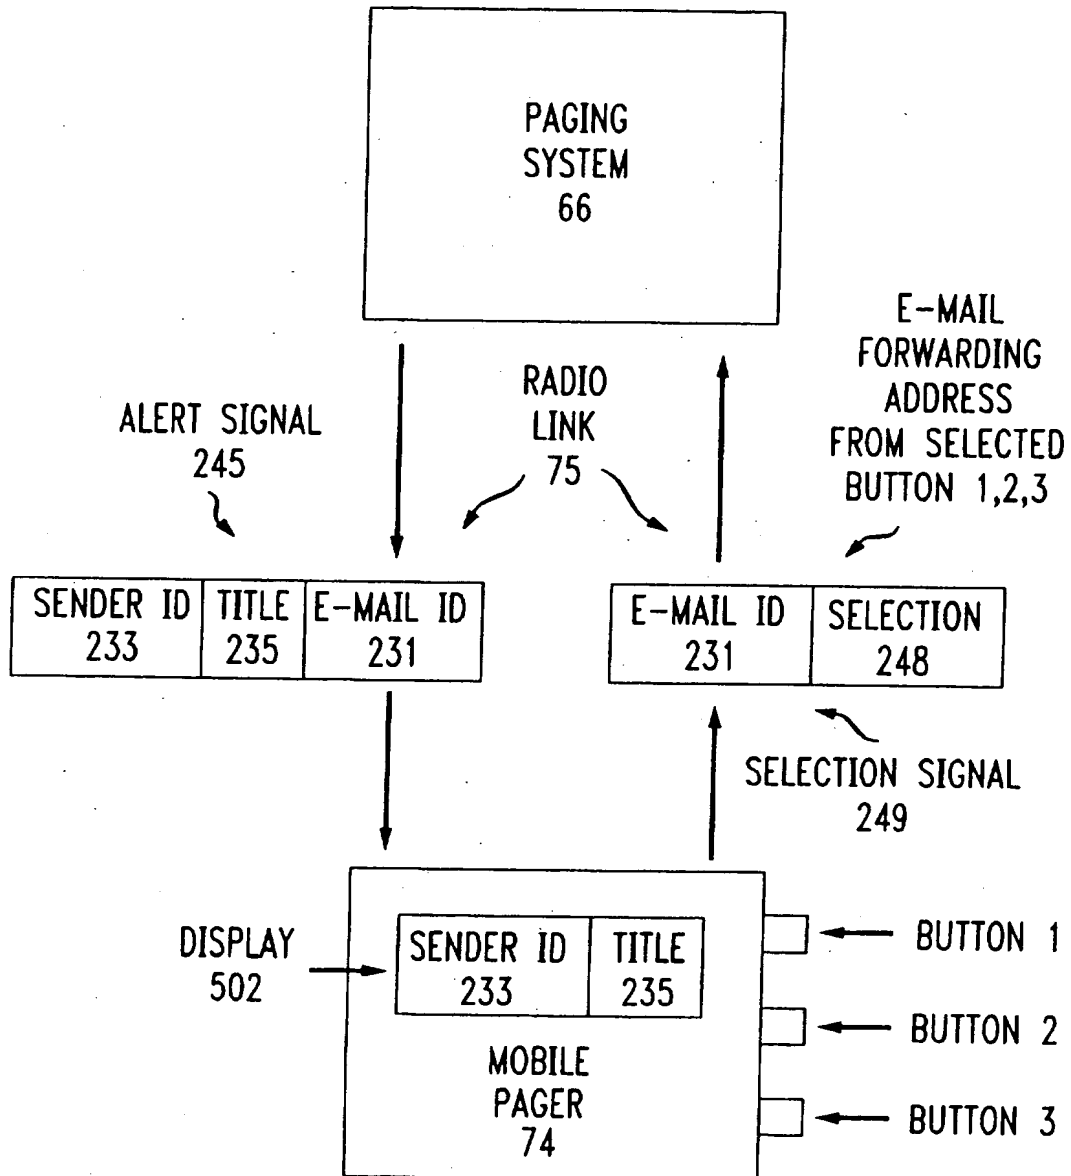 PAGING
SYSTEM
66
E-MAIL
FORWARDING
ADDRESS
FROM SELECTED
BUTTON 1,2,3
RADIO
LINK
75
ALERT SIGNAL
245
SENDER ID
233
TITLE
235
E-MAIL ID
231
E-MAIL ID
231
SELECTION
248
SELECTION SIGNAL
249
DISPLAY
502
SENDER ID
233
TITLE
235
MOBILE
PAGER
74
BUTTON 1
BUTTON 2
BUTTON 3